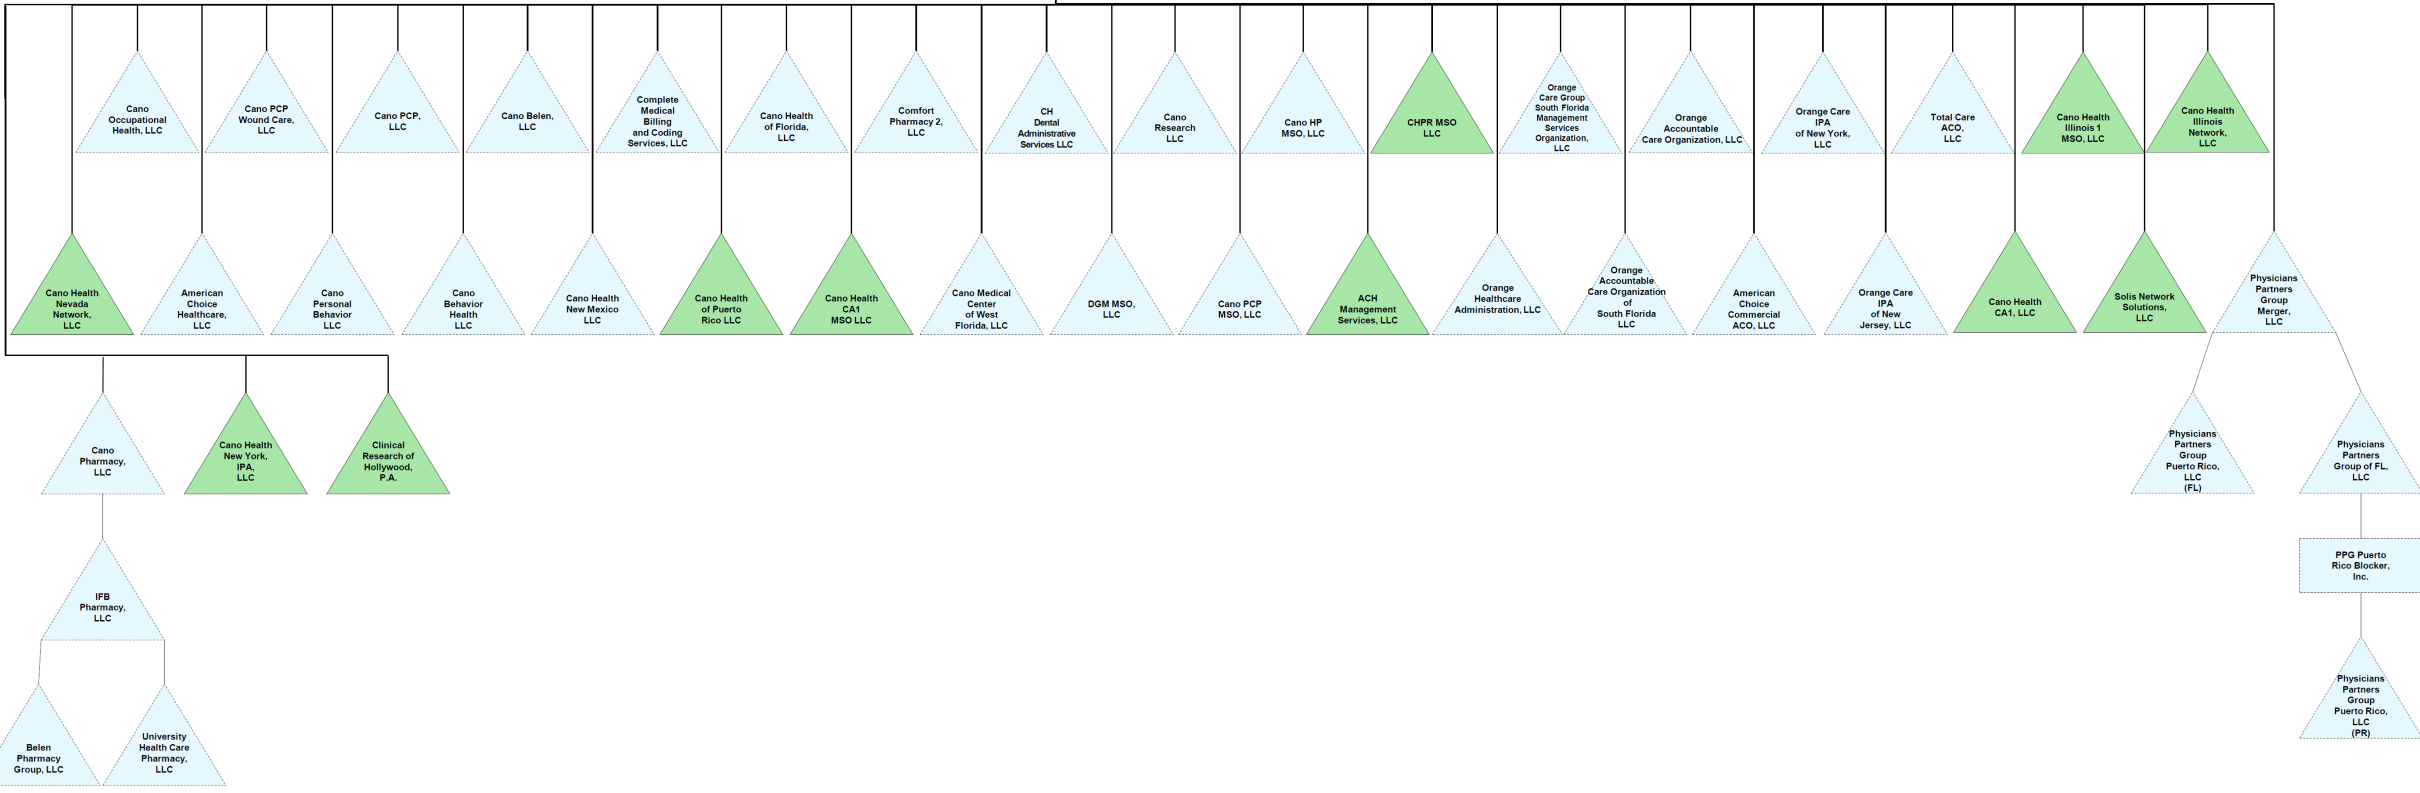 Cano
Occupational
Health, LLC
Cano PCP
Wound Care,
LLC
Cano PCP,
LLC
Cano Belen,
LLC
Complete
Medical
Billing
and Coding
Services, LLC
Cano Health
of Florida,
LLC
Comfort
Pharmacy 2,
LLC
CH
Dental
Administrative
Services LLC
Cano
Research
LLC
Cano HP
MSO, LLC
CHPR MSO
LLC
Orange
Care Group
South Florida
Management
Services
Organization,
LLC
Orange
Accountable
Care Organization, LLC
Orange Care
IPA
of New York,
LLC
Total Care
ACO,
LLC
Cano Health
Illinois 1
MSO, LLC
Cano Health
Illinois
Network,
LLC
Cano Health
Nevada
Network,
LLC
American
Choice
Healthcare,
LLC
Cano
Personal
Behavior
LLC
Cano
Behavior
Health
LLC
Cano Health
New Mexico
LLC
Cano Health
of Puerto
Rico LLC
Cano Health
CA1
MSO LLC
Cano Medical
Center
of West
Florida, LLC
DGM MSO,
LLC
Cano PCP
MSO, LLC
ACH
Management
Services, LLC
Orange
Healthcare
Administration, LLC
Orange
Accountable
Care Organization
of
South Florida
LLC
American
Choice
Commercial
ACO, LLC
Orange Care
IPA
of New
Jersey, LLC
Cano Health
CA1, LLC
Solis Network
Solutions,
LLC
Physicians
Partners
Group
Merger,
LLC
Cano
Pharmacy,
LLC
Cano Health
New York,
IPA,
LLC
Clinical
Research of
Hollywood,
P.A.
Physicians
Partners
Group
Puerto Rico,
LLC
(FL)
Physicians
Partners
Group of FL,
LLC
IFB
Pharmacy,
LLC
PPG Puerto
Rico Blocker,
Inc.
Belen
Pharmacy
Group, LLC
University
Health Care
Pharmacy,
LLC
Physicians
Partners
Group
Puerto Rico,
LLC
(PR)